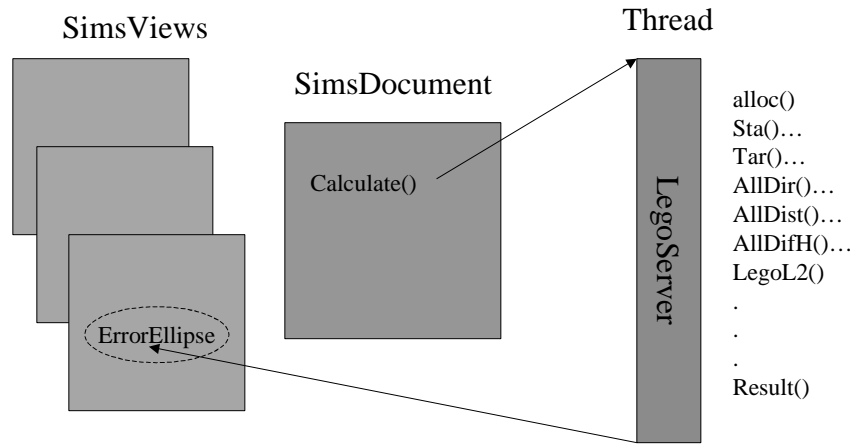 SimsViews
Thread
SimsDocument
alloc()
Sta()…
Tar()…
AllDir()…
AllDist()…
AllDifH()…
LegoL2()
.
.
.
Result()
Calculate()
LegoServer
ErrorEllipse